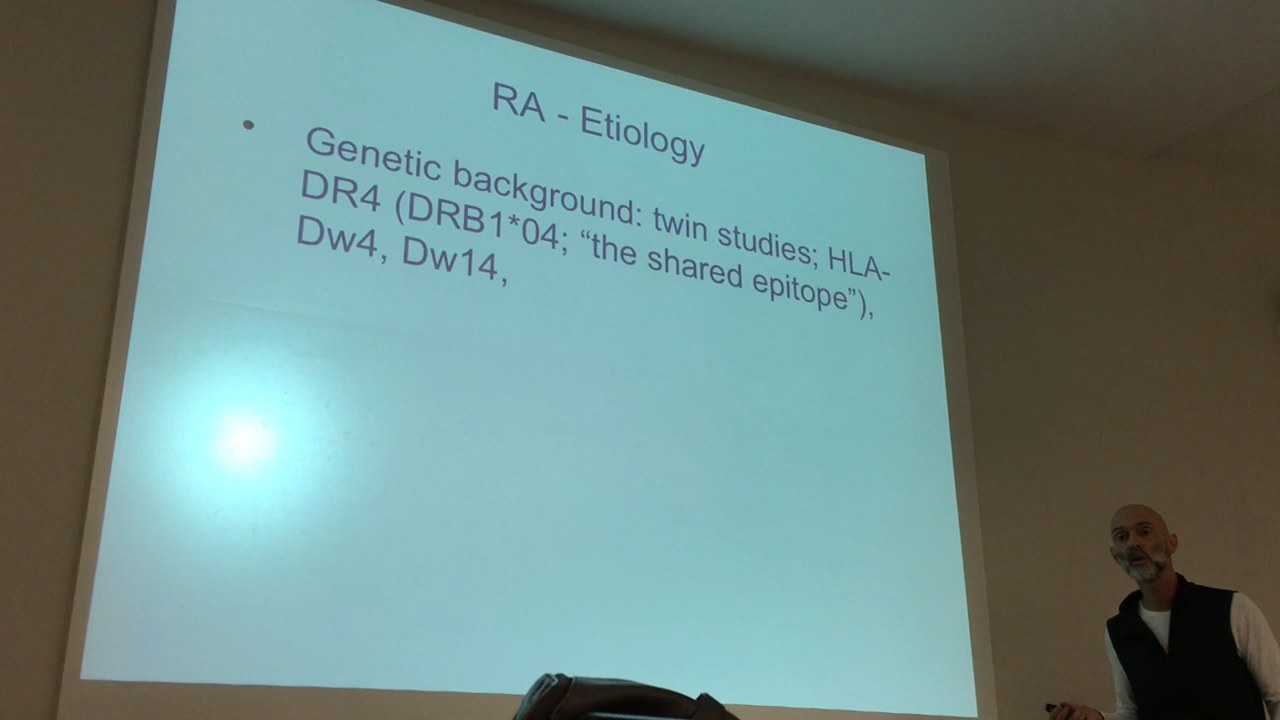 RA - Etiology
• Genetic background: twin studies; HLA-
DR4 (DRB1*04; “the shared epitope”),
Dw4, Dw14,